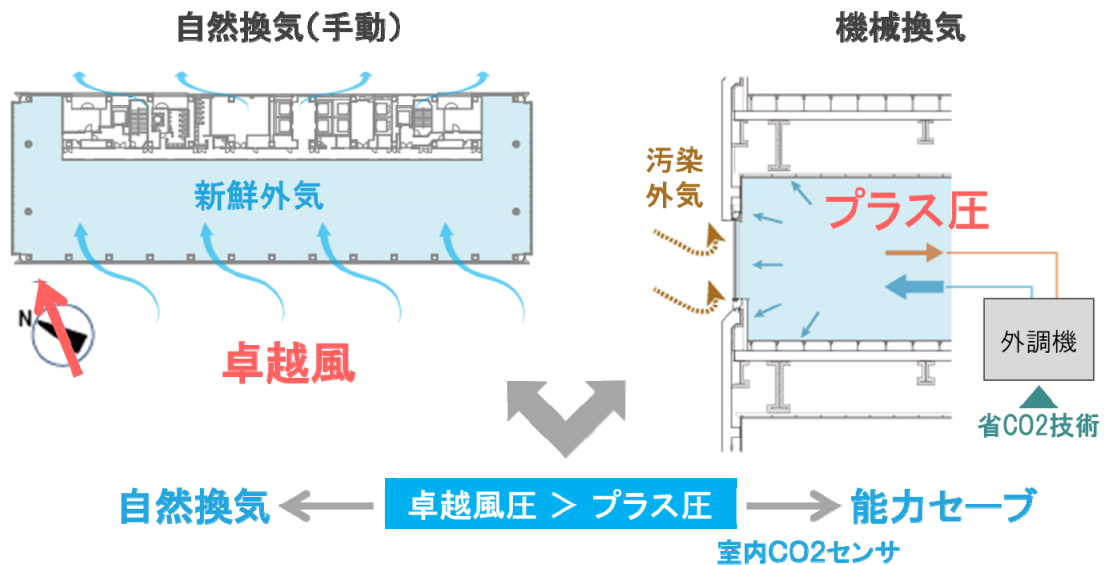 自然換気(手動)
機械換気
汚染
外気
新鮮外気
プラス圧
N
卓越風
外調機
省CO2技術
自然換気
卓越風圧 ＞ プラス圧
能力セーブ
室内CO2センサ